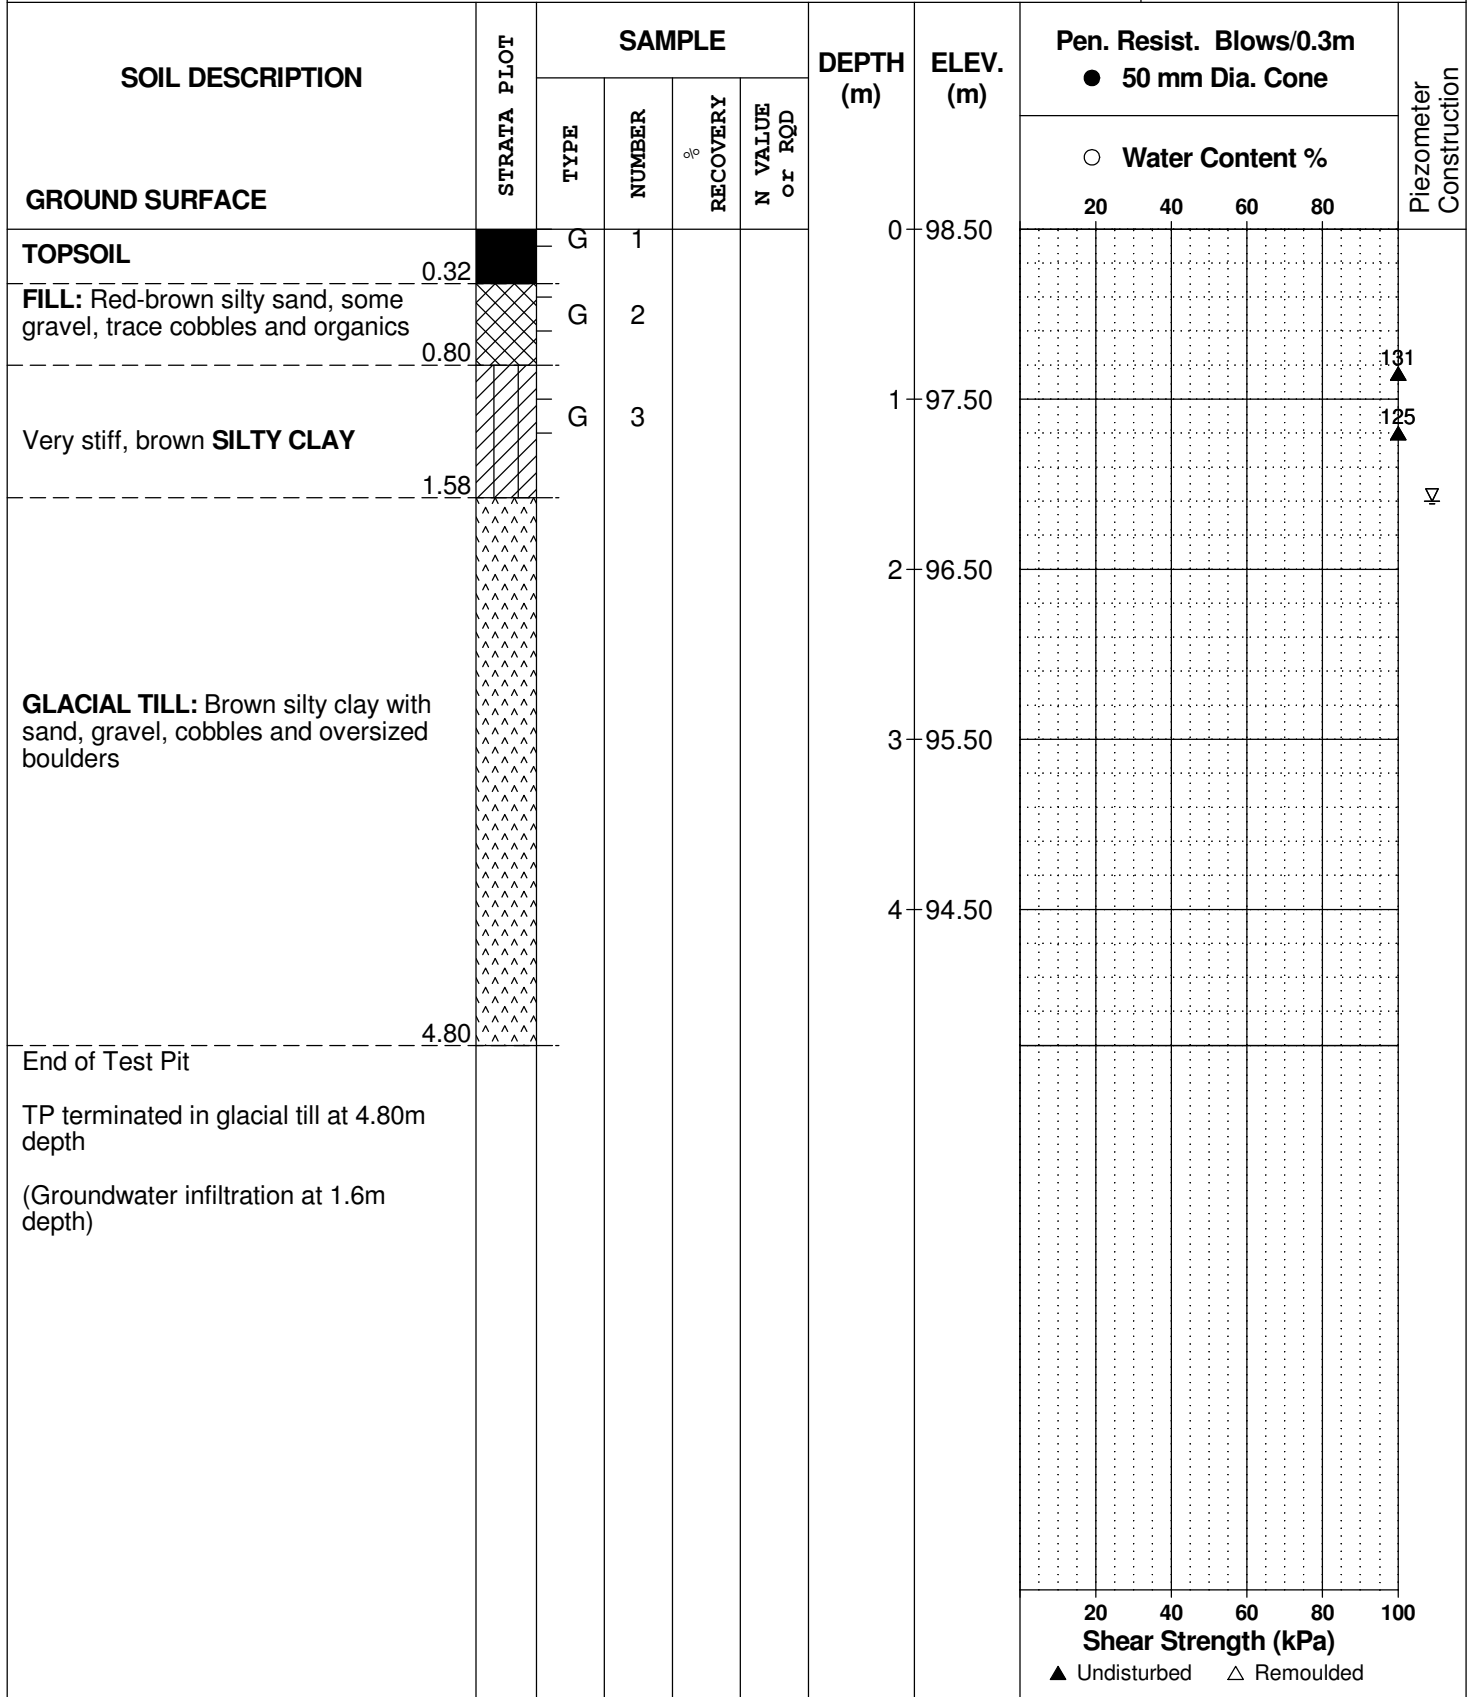 SOIL DESCRIPTION
GROUND SURFACE
STRATA PLOT
SAMPLE
TYPE
NUMBER
%
RECOVERY
N VALUE
or RQD
DEPTH
(m)
ELEV.
(m)
Pen. Resist. Blows/0.3m
● 50 mm Dia. Cone
○ Water Content %
20 40 60 80
Piezometer
Construction
0 98.50
TOPSOIL
0.32
G 1
FILL: Red-brown silty sand, some
gravel, trace cobbles and organics
0.80
G 2
131
1 97.50
G 3
125
Very stiff, brown SILTY CLAY
1.58
2 96.50
GLACIAL TILL: Brown silty clay with
sand, gravel, cobbles and oversized
boulders
3 95.50
4 94.50
4.80
End of Test Pit
TP terminated in glacial till at 4.80m
depth
(Groundwater infiltration at 1.6m
depth)
20 40 60 80 100
Shear Strength (kPa)
▲ Undisturbed △ Remoulded